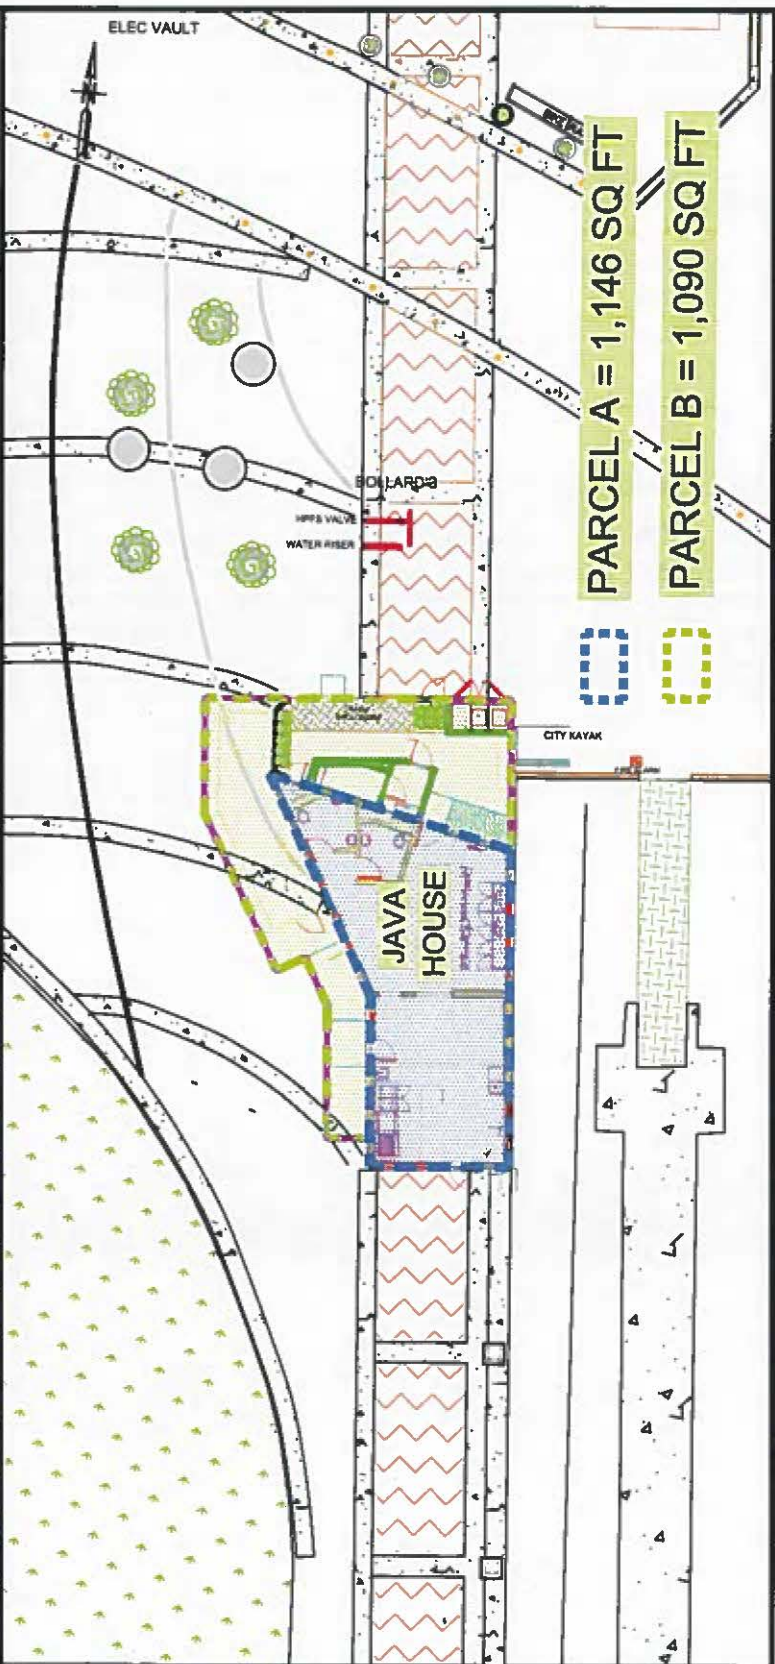 ELEC VAULT
PARCEL A = 1,146 SQ FT
PARCEL B = 1,090 SQ FT
BOLLARDS
HPFS VALVE
WATER RISER
CITY KAYAK
JAVA
HOUSE